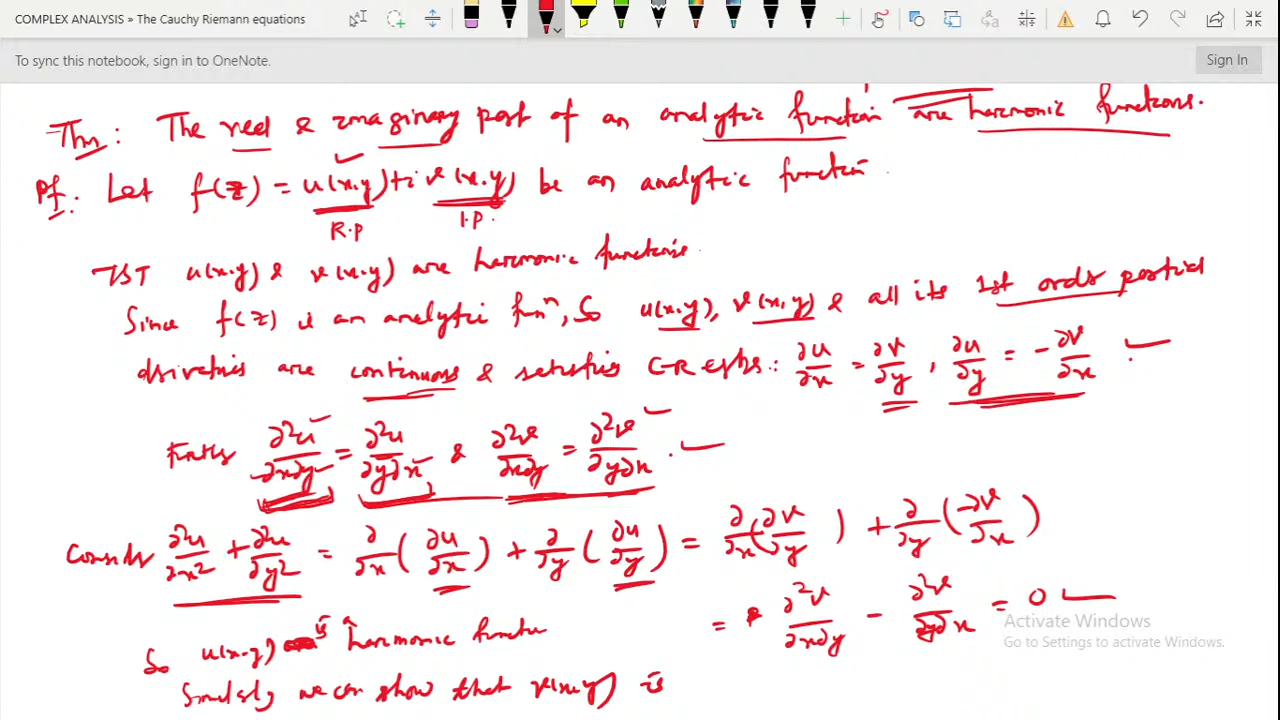 COMPLEX ANALYSIS » The Cauchy Riemann equations
To sync this notebook, sign in to OneNote.
Sign In
Thm: The real & imaginary part of an analytic function are harmonic functions.
Pf: Let f(z) = u(x,y)+i v(x,y) be an analytic function
R.P I.P.
TST u(x,y) & v(x,y) are harmonic functions
Since f(z) is an analytic funⁿ, So u(x,y), v(x,y) & all its 1st order partial
derivatives are continuous & satisfies C-R : ∂u/∂x = ∂v/∂y, ∂u/∂y = -∂v/∂x
∂²u/∂x∂y = ∂²u/∂y∂x & ∂²v/∂x∂y = ∂²v/∂y∂x.
Consider ∂²u/∂x² + ∂²u/∂y² = ∂/∂x (∂u/∂x) + ∂/∂y (∂u/∂y) = ∂/∂x (∂v/∂y) + ∂/∂y (-∂v/∂x)
= ∂²v/∂x∂y - ∂²v/∂y∂x = 0
Activate Windows
Go to Settings to activate Windows.
So u(x,y) is a harmonic
Similarly we can show that v(x,y) is